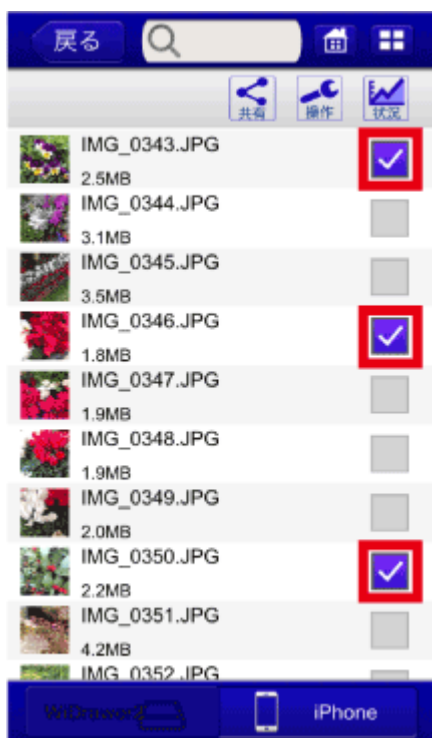 戻る
共有 操作 状況
IMG_0343.JPG
2.5MB
IMG_0344.JPG
3.1MB
IMG_0345.JPG
3.5MB
IMG_0346.JPG
1.8MB
IMG_0347.JPG
1.9MB
IMG_0348.JPG
1.9MB
IMG_0349.JPG
2.0MB
IMG_0350.JPG
2.2MB
IMG_0351.JPG
4.2MB
IMG_0352.JPG
iPhone